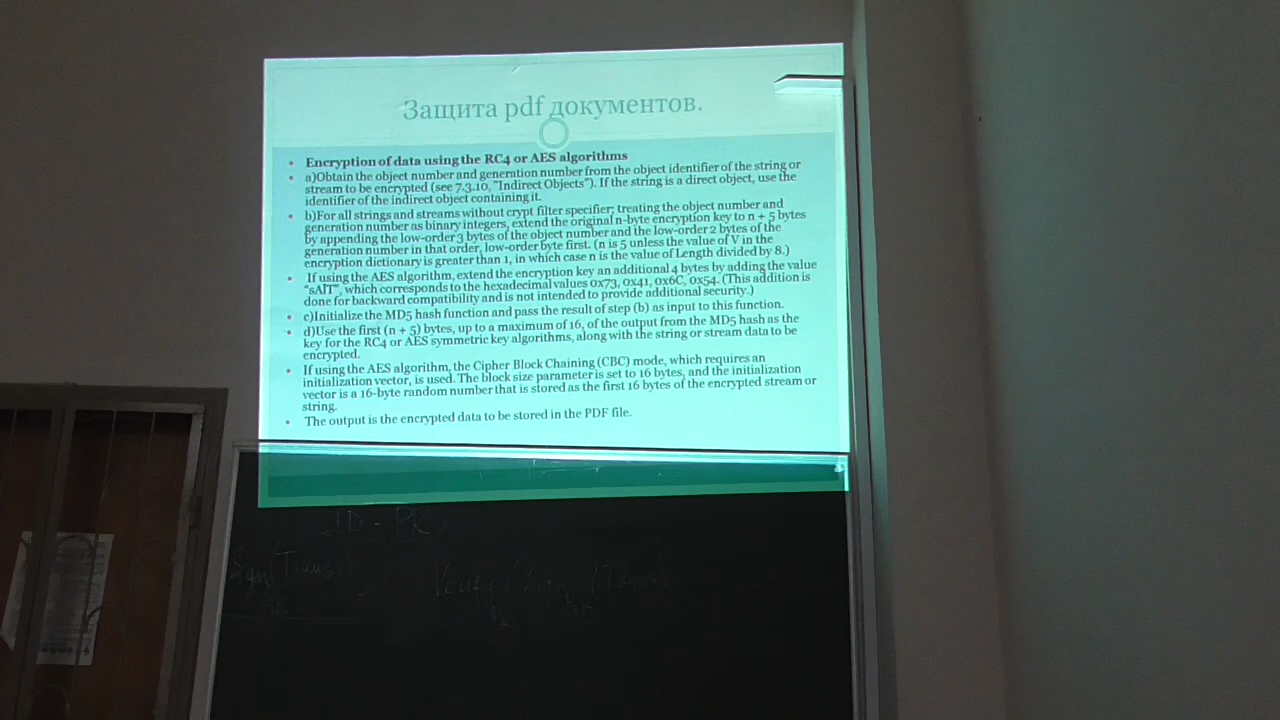 Защита pdf документов.
• Encryption of data using the RC4 or AES algorithms
• a)Obtain the object number and generation number from the object identifier of the string or
stream to be encrypted (see 7.3.10, "Indirect Objects"). If the string is a direct object, use the
identifier of the indirect object containing it.
• b)For all strings and streams without crypt filter specifier; treating the object number and
generation number as binary integers, extend the original n-byte encryption key to n + 5 bytes
by appending the low-order 3 bytes of the object number and the low-order 2 bytes of the
generation number in that order, low-order byte first. (n is 5 unless the value of V in the
encryption dictionary is greater than 1, in which case n is the value of Length divided by 8.)
• If using the AES algorithm, extend the encryption key an additional 4 bytes by adding the value
"sAlT", which corresponds to the hexadecimal values 0x73, 0x41, 0x6C, 0x54. (This addition is
done for backward compatibility and is not intended to provide additional security.)
• c)Initialize the MD5 hash function and pass the result of step (b) as input to this function.
• d)Use the first (n + 5) bytes, up to a maximum of 16, of the output from the MD5 hash as the
key for the RC4 or AES symmetric key algorithms, along with the string or stream data to be
encrypted.
• If using the AES algorithm, the Cipher Block Chaining (CBC) mode, which requires an
initialization vector, is used. The block size parameter is set to 16 bytes, and the initialization
vector is a 16-byte random number that is stored as the first 16 bytes of the encrypted stream or
string.
• The output is the encrypted data to be stored in the PDF file.
ID - PK